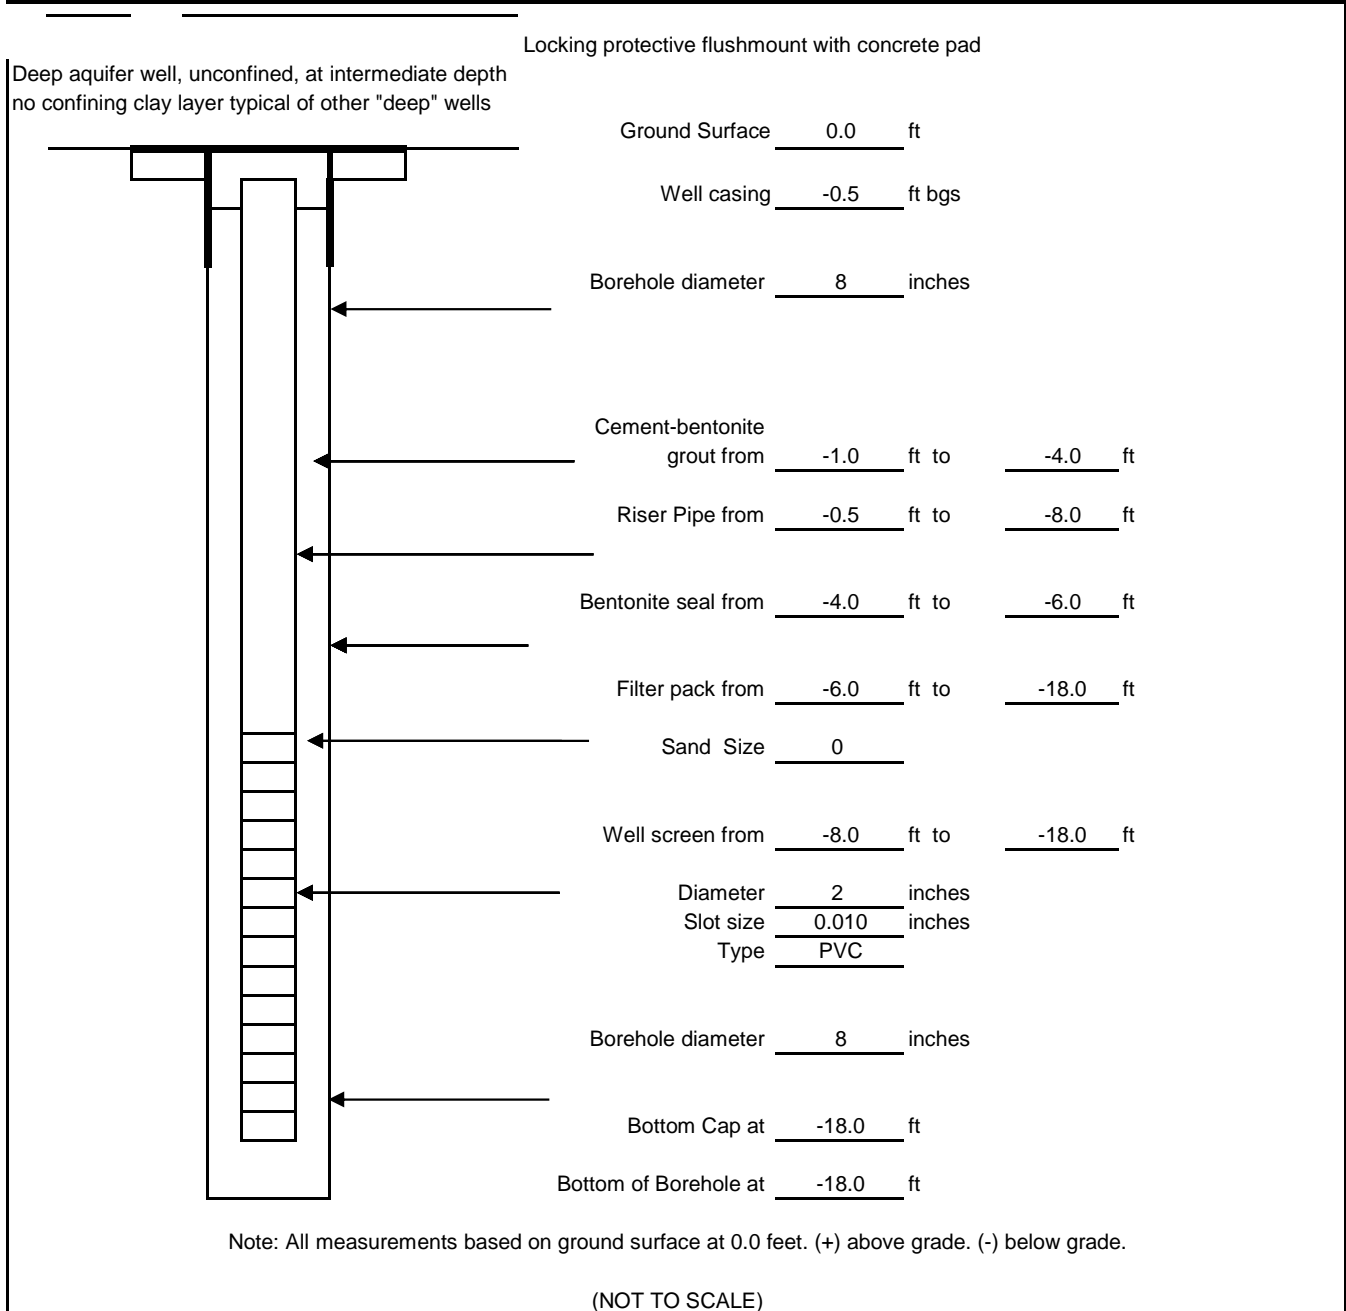 Locking protective flushmount with concrete pad
Deep aquifer well, unconfined, at intermediate depth
no confining clay layer typical of other "deep" wells
Ground Surface 0.0 ft
Well casing -0.5 ft bgs
Borehole diameter 8 inches
Cement-bentonite
grout from -1.0 ft to -4.0 ft
Riser Pipe from -0.5 ft to -8.0 ft
Bentonite seal from -4.0 ft to -6.0 ft
Filter pack from -6.0 ft to -18.0 ft
Sand Size 0
Well screen from -8.0 ft to -18.0 ft
Diameter 2 inches
Slot size 0.010 inches
Type PVC
Borehole diameter 8 inches
Bottom Cap at -18.0 ft
Bottom of Borehole at -18.0 ft
Note: All measurements based on ground surface at 0.0 feet. (+) above grade. (-) below grade.
(NOT TO SCALE)